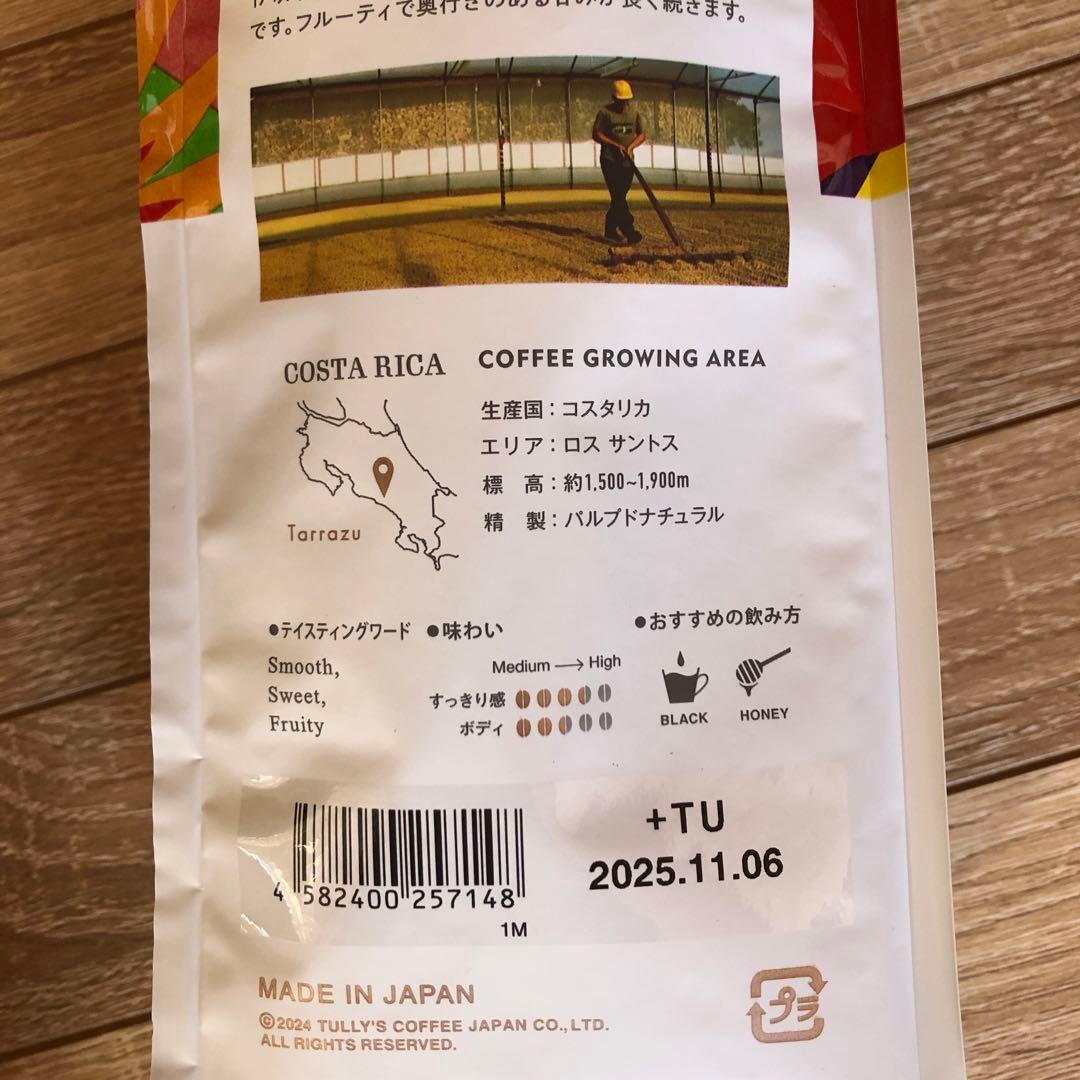 です。フルーティで奥行きのある甘みが長く続きます。
COSTA RICA
COFFEE GROWING AREA
生産国：コスタリカ
エリア：ロス サントス
標 高：約1,500~1,900m
精 製：パルプドナチュラル
Tarrazu
●テイスティングワード
Smooth,
Sweet,
Fruity
●味わい
Medium → High
すっきり感
ボディ
●おすすめの飲み方
BLACK
HONEY
4 582400 257148
1M
+TU
2025.11.06
MADE IN JAPAN
©2024 TULLY'S COFFEE JAPAN CO., LTD.
ALL RIGHTS RESERVED.
プラ